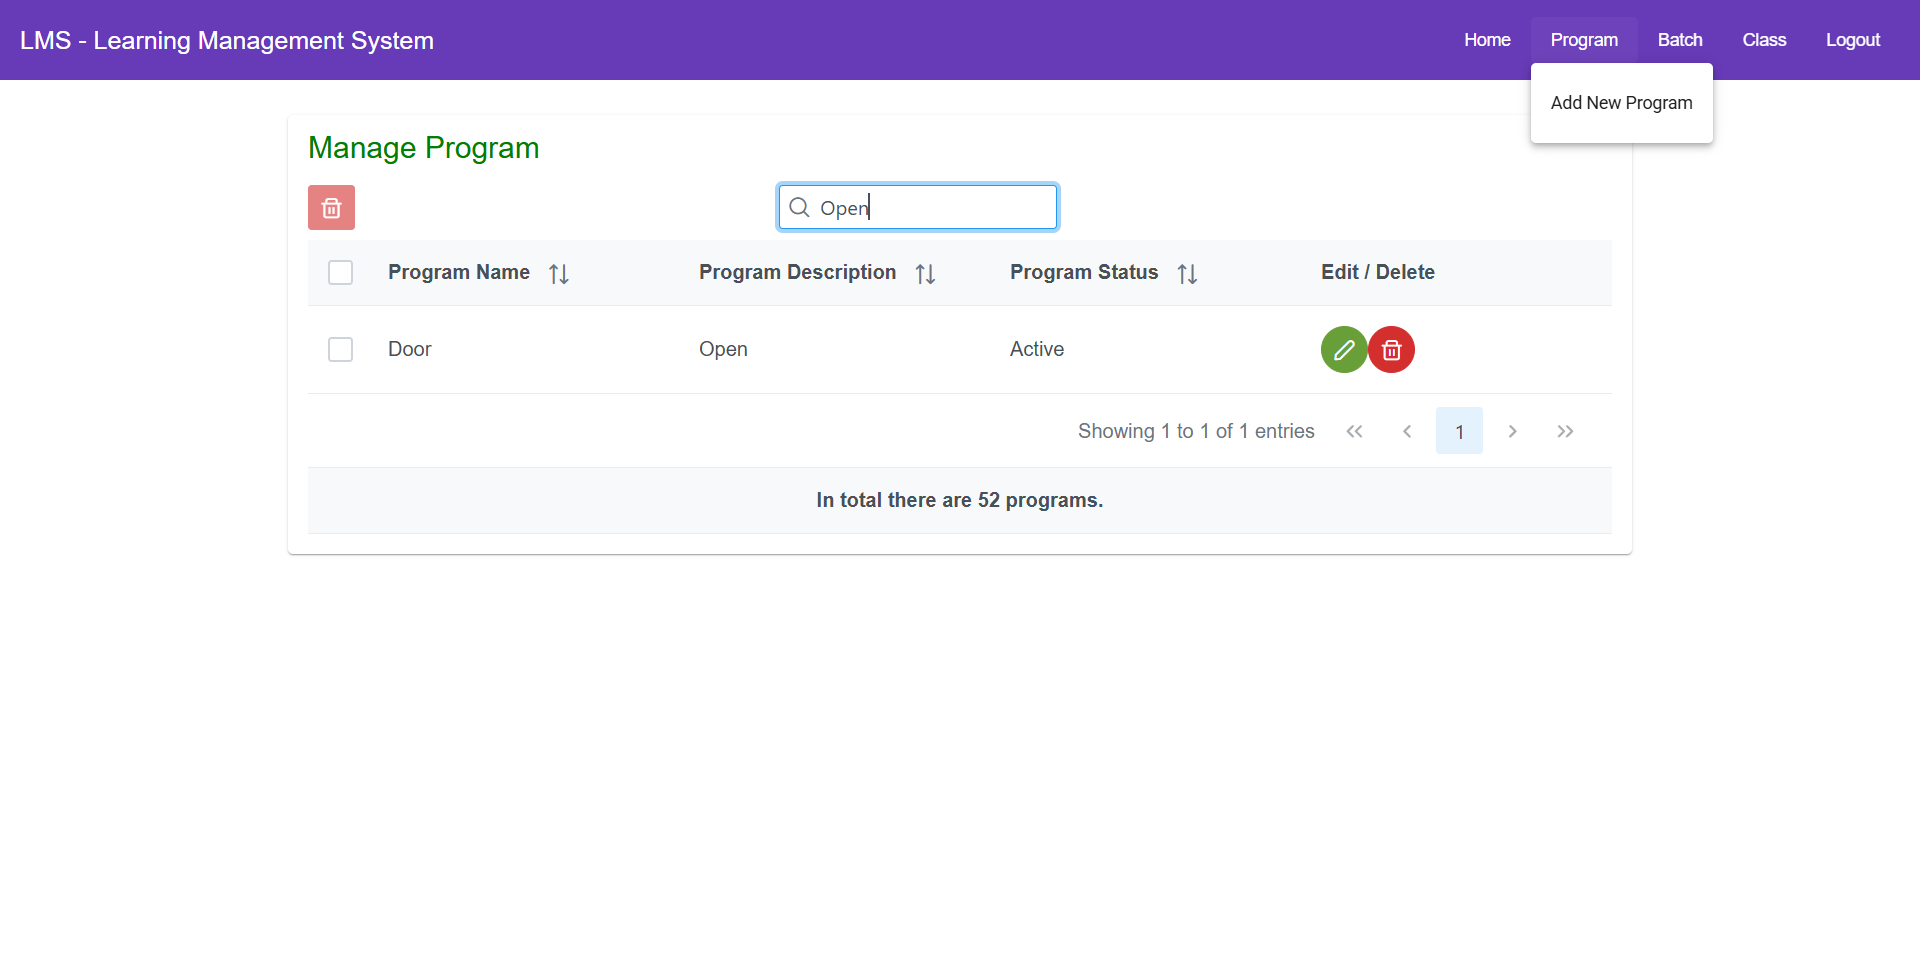 LMS - Learning Management System
Home Program Batch Class Logout
Add New Program
Manage Program
Open
Program Name Program Description Program Status Edit / Delete
Door Open Active
Showing 1 to 1 of 1 entries 1
In total there are 52 programs.